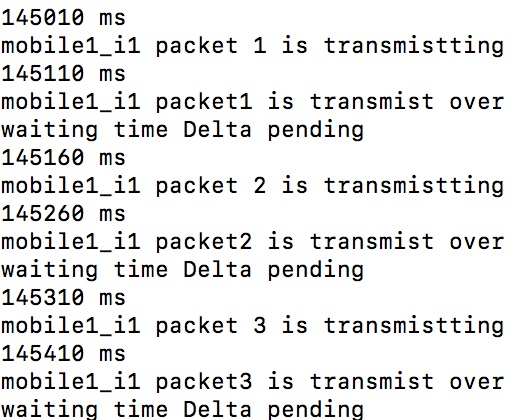 145010 ms
mobile1_i1 packet 1 is transmistting
145110 ms
mobile1_i1 packet1 is transmist over
waiting time Delta pending
145160 ms
mobile1_i1 packet 2 is transmistting
145260 ms
mobile1_i1 packet2 is transmist over
waiting time Delta pending
145310 ms
mobile1_i1 packet 3 is transmistting
145410 ms
mobile1_i1 packet3 is transmist over
waiting time Delta pending